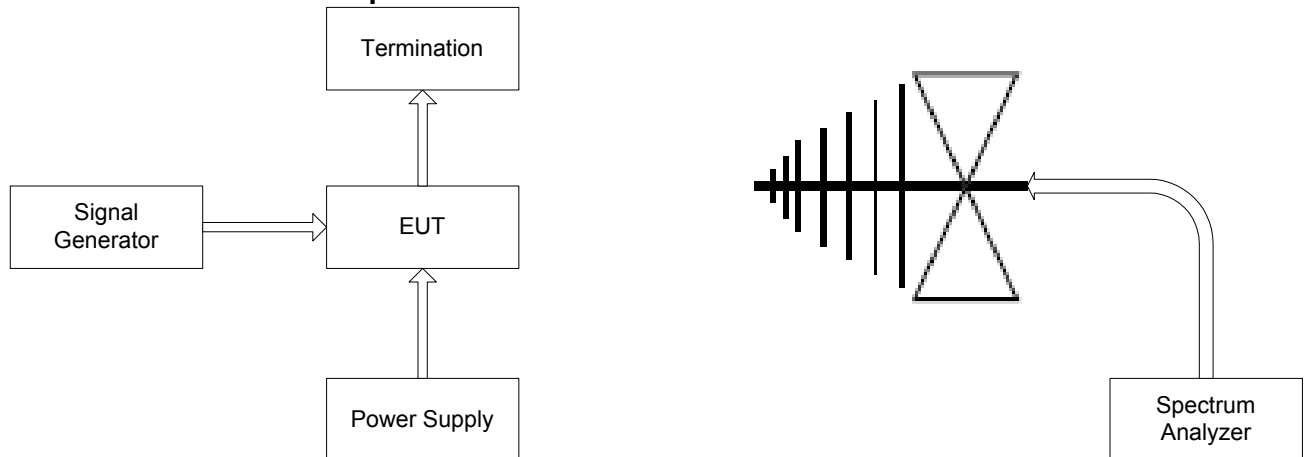 Termination
Signal
Generator
EUT
Power Supply
Spectrum
Analyzer